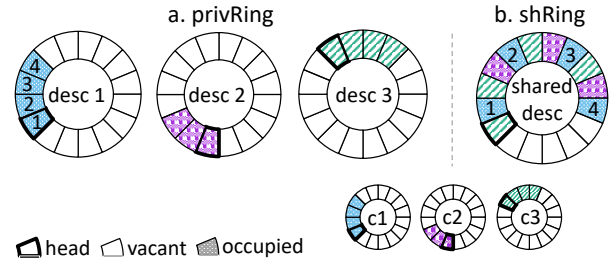 a. privRing
b. shRing
4
3
2
1
desc 1
desc 2
desc 3
2
3
1
4
shared
desc
c1
c2
c3
head
vacant
occupied